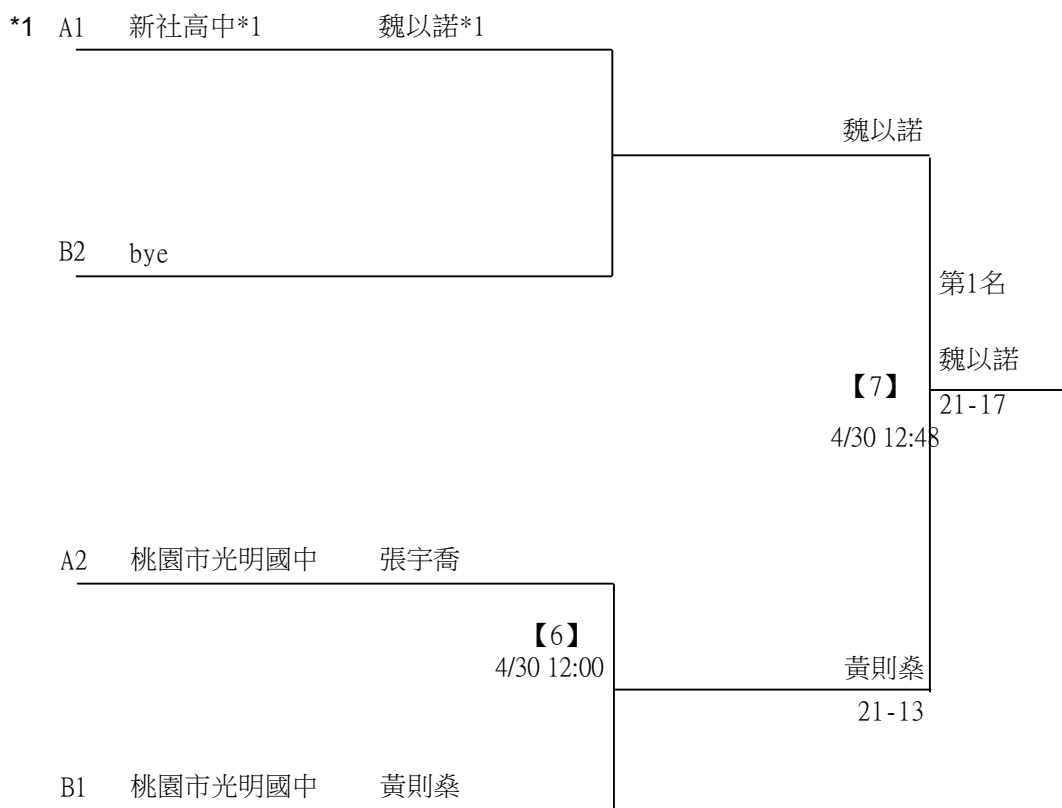 *1 A1 新社高中*1 魏以諾*1
魏以諾
B2 bye
第1名
魏以諾
【7】
21-17
4/30 12:48
A2 桃園市光明國中 張宇喬
【6】
4/30 12:00
黃則燊
21-13
B1 桃園市光明國中 黃則燊